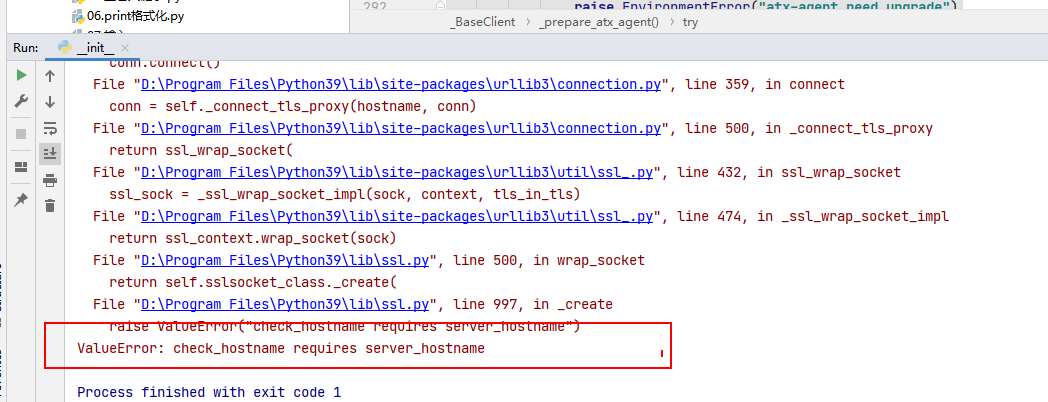 06.print格式化.py
292
raise EnvironmentError("atx-agent need upgrade")
_BaseClient › _prepare_atx_agent() › try
Run: __init__ ×
conn.connect()
File "D:\Program Files\Python39\lib\site-packages\urllib3\connection.py", line 359, in connect
conn = self._connect_tls_proxy(hostname, conn)
File "D:\Program Files\Python39\lib\site-packages\urllib3\connection.py", line 500, in _connect_tls_proxy
return ssl_wrap_socket(
File "D:\Program Files\Python39\lib\site-packages\urllib3\util\ssl_.py", line 432, in ssl_wrap_socket
ssl_sock = _ssl_wrap_socket_impl(sock, context, tls_in_tls)
File "D:\Program Files\Python39\lib\site-packages\urllib3\util\ssl_.py", line 474, in _ssl_wrap_socket_impl
return ssl_context.wrap_socket(sock)
File "D:\Program Files\Python39\lib\ssl.py", line 500, in wrap_socket
return self.sslsocket_class._create(
File "D:\Program Files\Python39\lib\ssl.py", line 997, in _create
raise ValueError("check_hostname requires server_hostname")
ValueError: check_hostname requires server_hostname
Process finished with exit code 1